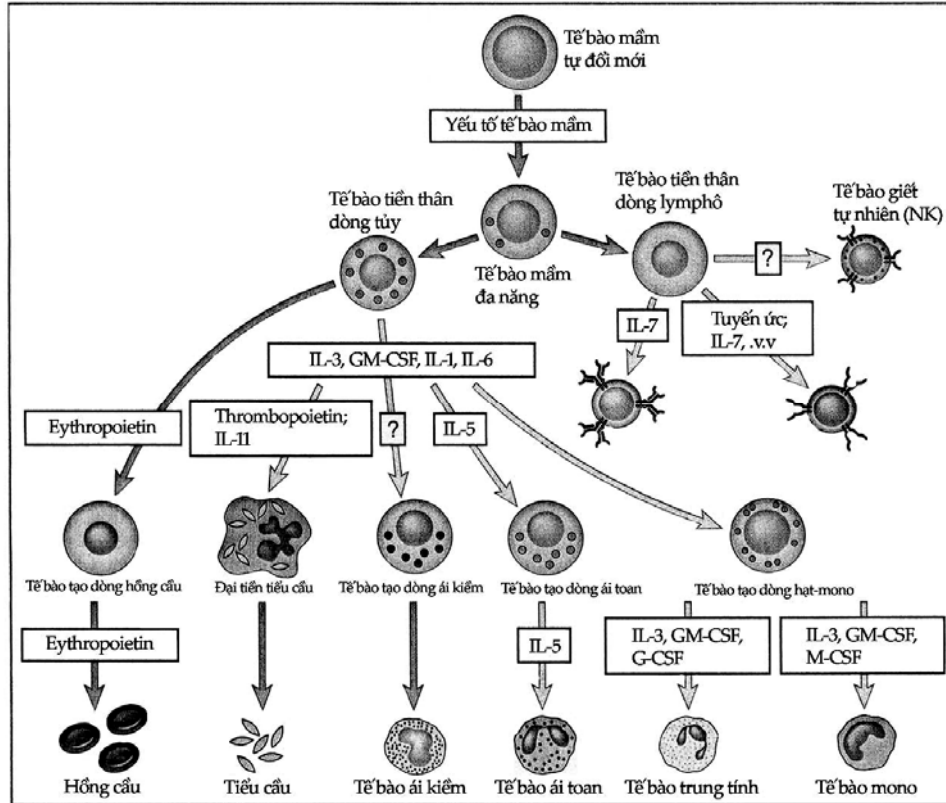 Tế bào mầm
tự đổi mới
Yếu tố tế bào mầm
Tế bào tiền thân
dòng tủy
Tế bào mầm
đa năng
Tế bào tiền thân
dòng lymphô
Tế bào giết
tự nhiên (NK)
?
IL-7
Tuyến ức;
IL-7, .v.v
IL-3, GM-CSF, IL-1, IL-6
Eythropoietin
Thrombopoietin;
IL-11
?
IL-5
Tế bào tạo dòng hồng cầu
Đại tiền tiểu cầu
Tế bào tạo dòng ái kiềm
Tế bào tạo dòng ái toan
Tế bào tạo dòng hạt-mono
Eythropoietin
IL-5
IL-3, GM-CSF,
G-CSF
IL-3, GM-CSF,
M-CSF
Hồng cầu
Tiểu cầu
Tế bào ái kiềm
Tế bào ái toan
Tế bào trung tính
Tế bào mono